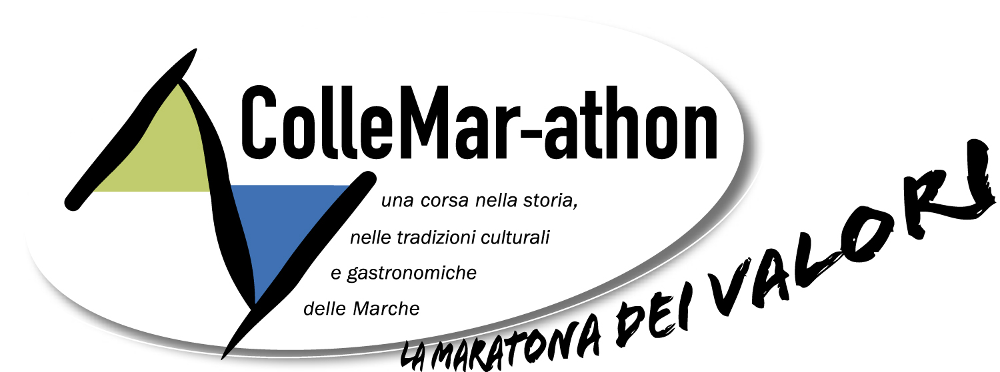 ColleMar-athon
una corsa nella storia,
nelle tradizioni culturali
e gastronomiche
delle Marche
LA MARATONA DEI VALORI